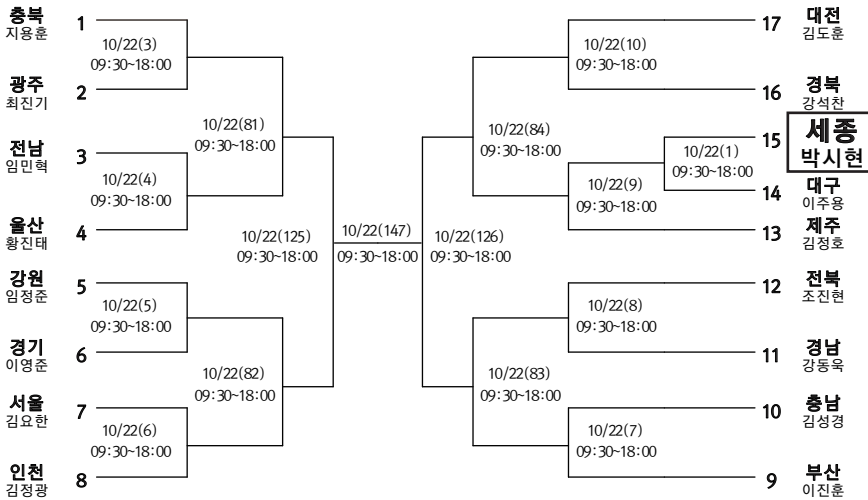 충북
지용훈
1
10/22(3)
09:30~18:00
광주
최진기
2
10/22(81)
09:30~18:00
전남
임민혁
3
10/22(4)
09:30~18:00
울산
황진태
4
10/22(125)
09:30~18:00
강원
임정준
5
10/22(5)
09:30~18:00
경기
이영준
6
10/22(82)
09:30~18:00
서울
김요한
7
10/22(6)
09:30~18:00
인천
김정광
8
10/22(147)
09:30~18:00
17
대전
김도훈
10/22(10)
09:30~18:00
16
경북
강석찬
10/22(84)
09:30~18:00
15
세종
박시현
10/22(1)
09:30~18:00
14
대구
이주용
10/22(9)
09:30~18:00
13
제주
김정호
10/22(126)
09:30~18:00
12
전북
조진현
10/22(8)
09:30~18:00
11
경남
강동욱
10/22(83)
09:30~18:00
10
충남
김성경
10/22(7)
09:30~18:00
9
부산
이진훈